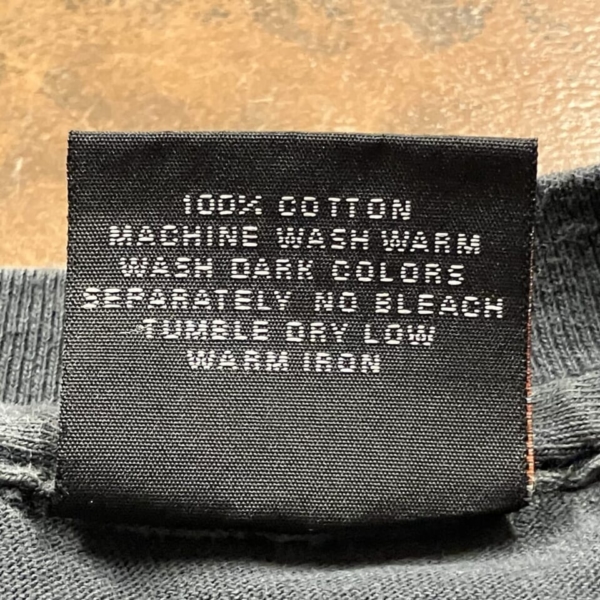 100% COTTON
MACHINE WASH WARM
WASH DARK COLORS
SEPARATELY NO BLEACH
TUMBLE DRY LOW
WARM IRON